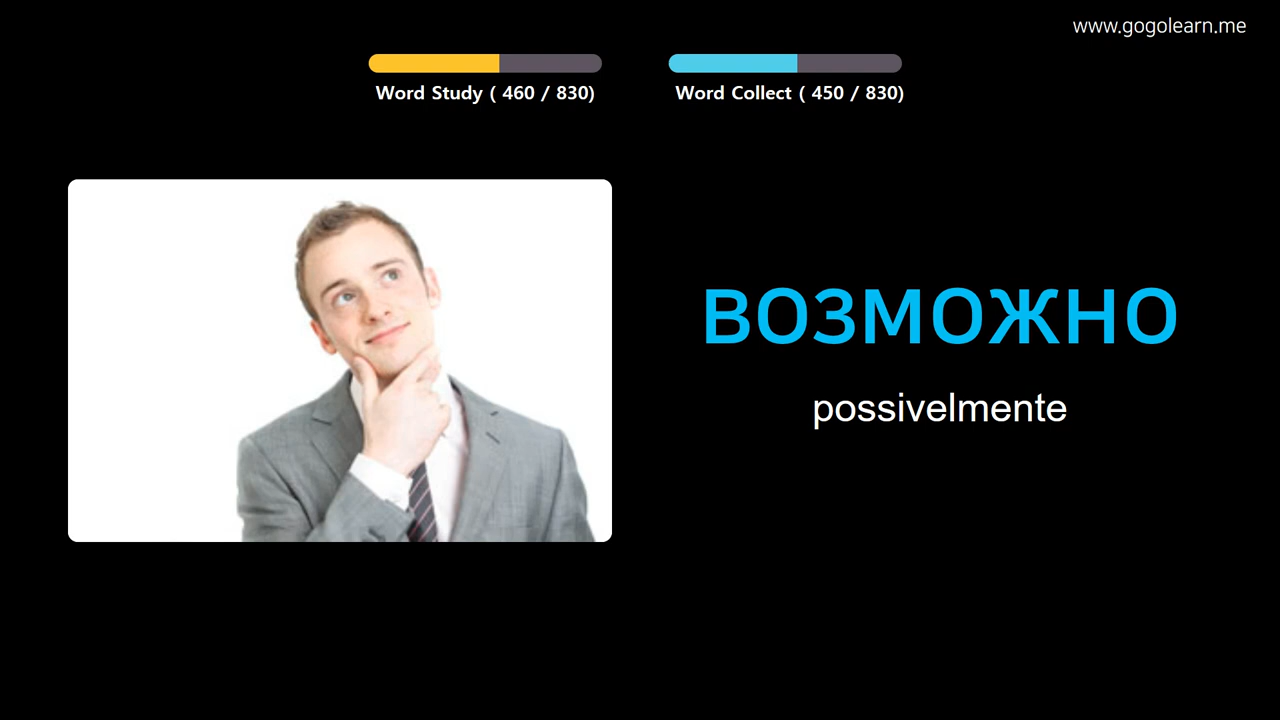 www.gogolearn.me
Word Study ( 460 / 830)
Word Collect ( 450 / 830)
возможно
possivelmente